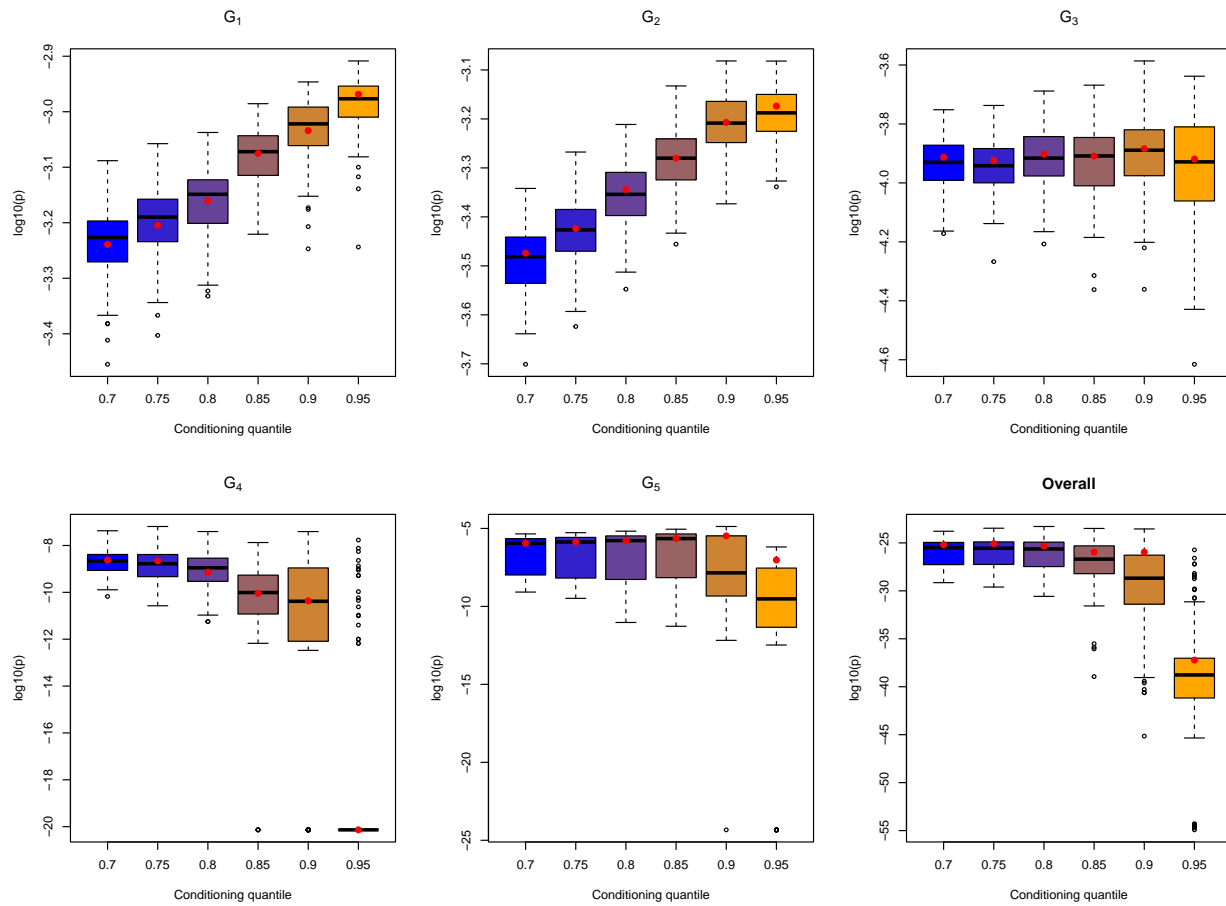 G1
G2
G3
log10(p)
−2.9
−3.0
−3.1
−3.2
−3.3
−3.4
0.7 0.75 0.8 0.85 0.9 0.95
Conditioning quantile
log10(p)
−3.1
−3.2
−3.3
−3.4
−3.5
−3.6
−3.7
0.7 0.75 0.8 0.85 0.9 0.95
Conditioning quantile
log10(p)
−3.6
−3.8
−4.0
−4.2
−4.4
−4.6
0.7 0.75 0.8 0.85 0.9 0.95
Conditioning quantile
G4
G5
Overall
log10(p)
−8
−10
−12
−14
−16
−18
−20
0.7 0.75 0.8 0.85 0.9 0.95
Conditioning quantile
log10(p)
−5
−10
−15
−20
−25
0.7 0.75 0.8 0.85 0.9 0.95
Conditioning quantile
log10(p)
−25
−30
−35
−40
−45
−50
−55
0.7 0.75 0.8 0.85 0.9 0.95
Conditioning quantile